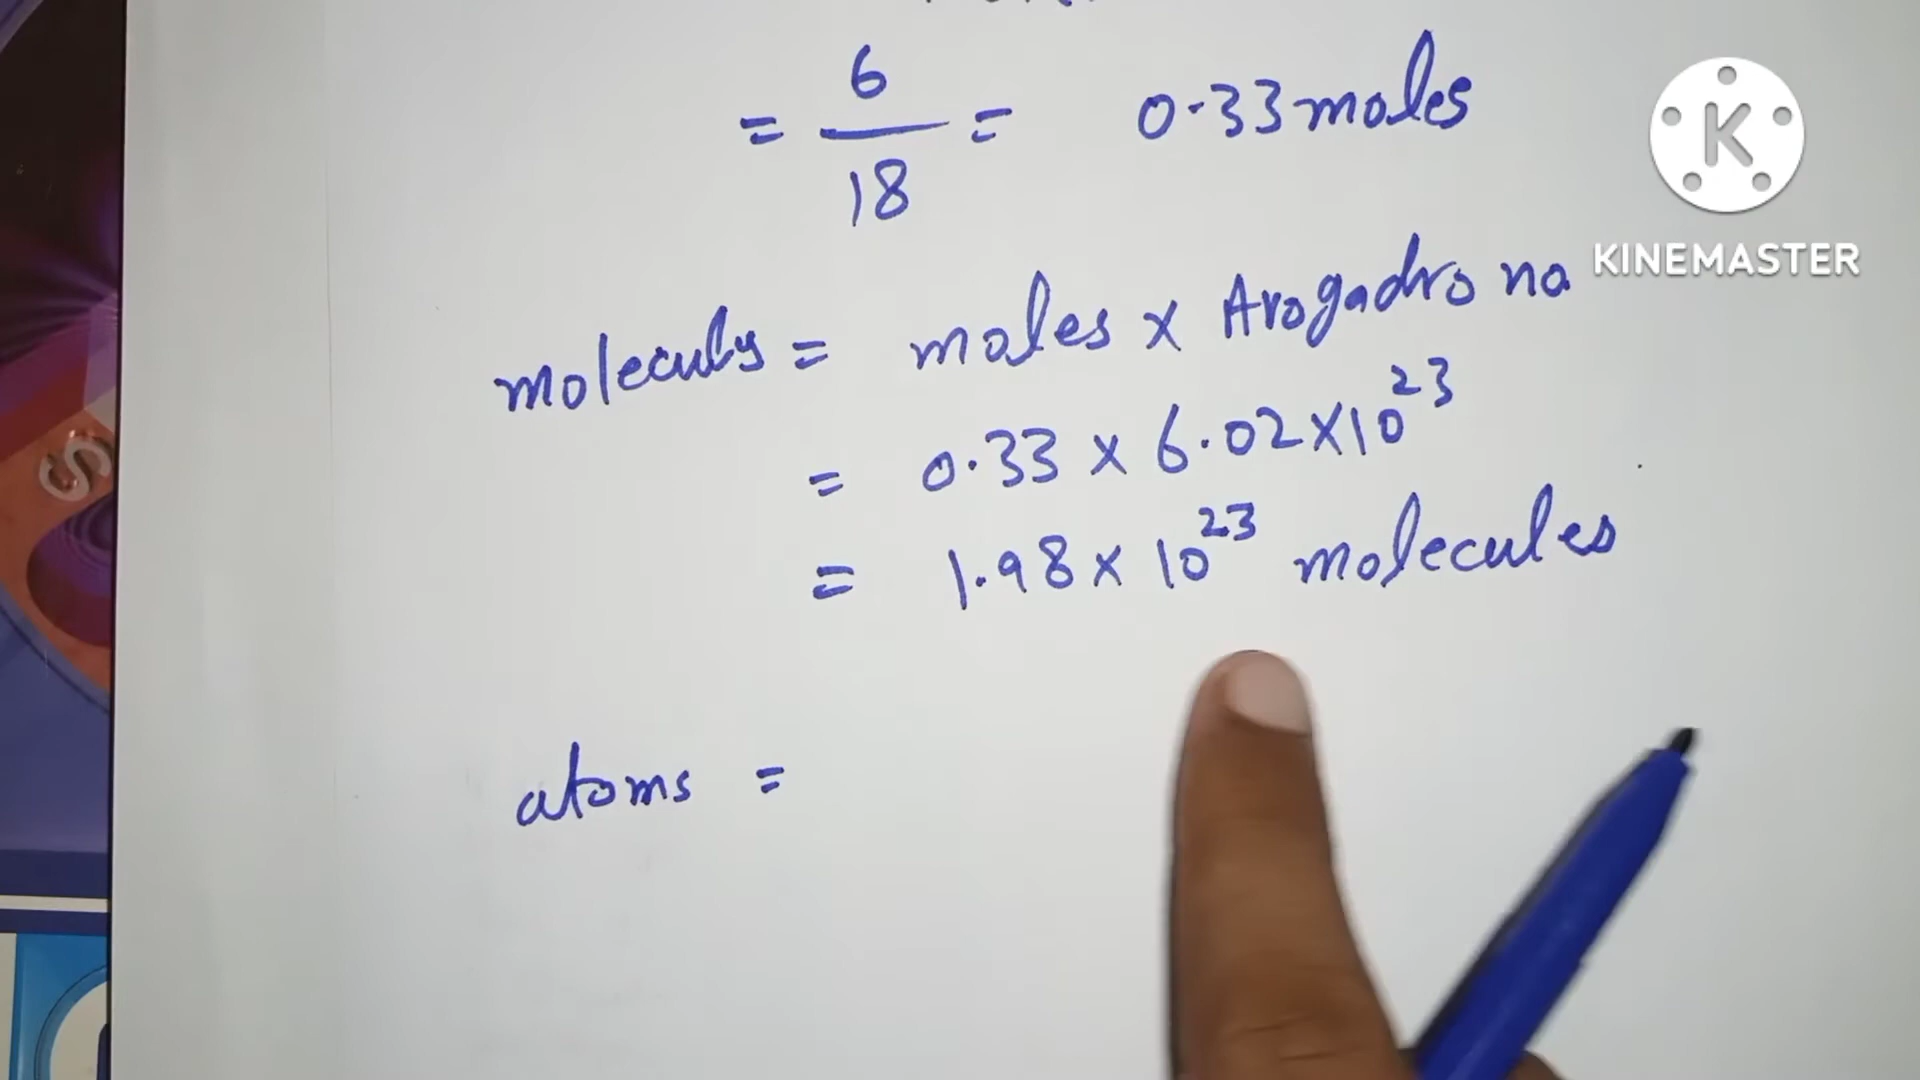 = 6/18 = 0.33 moles
K
KINEMASTER
molecules = moles x Avogadro no
= 0.33 x 6.02 x 10^23
= 1.98 x 10^23 molecules
atoms =
S